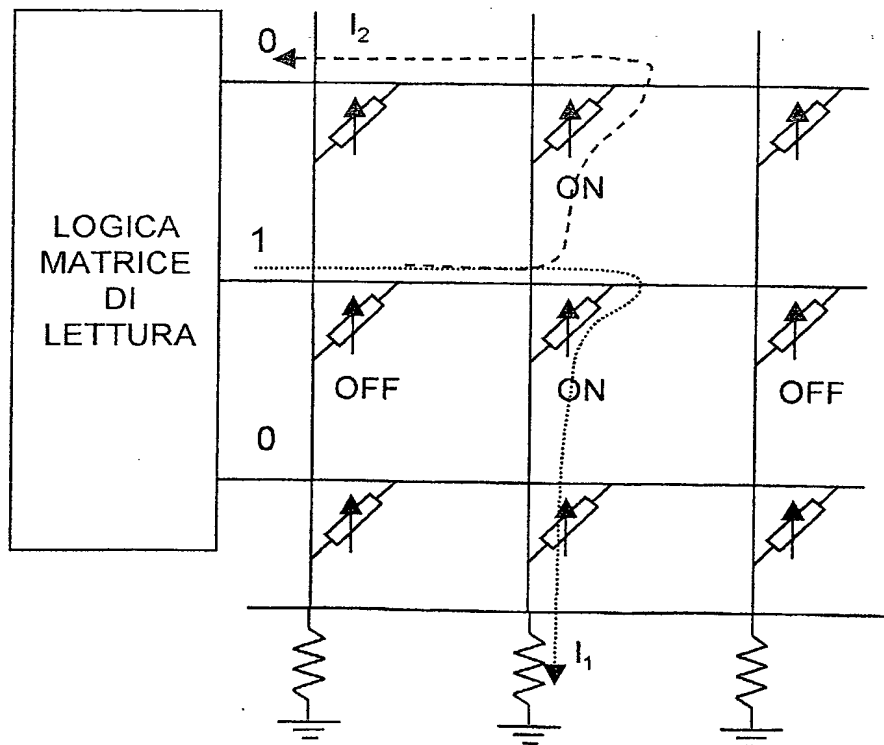 0
I₂
ON
LOGICA
MATRICE
DI
LETTURA
1
OFF
ON
OFF
0
I₁